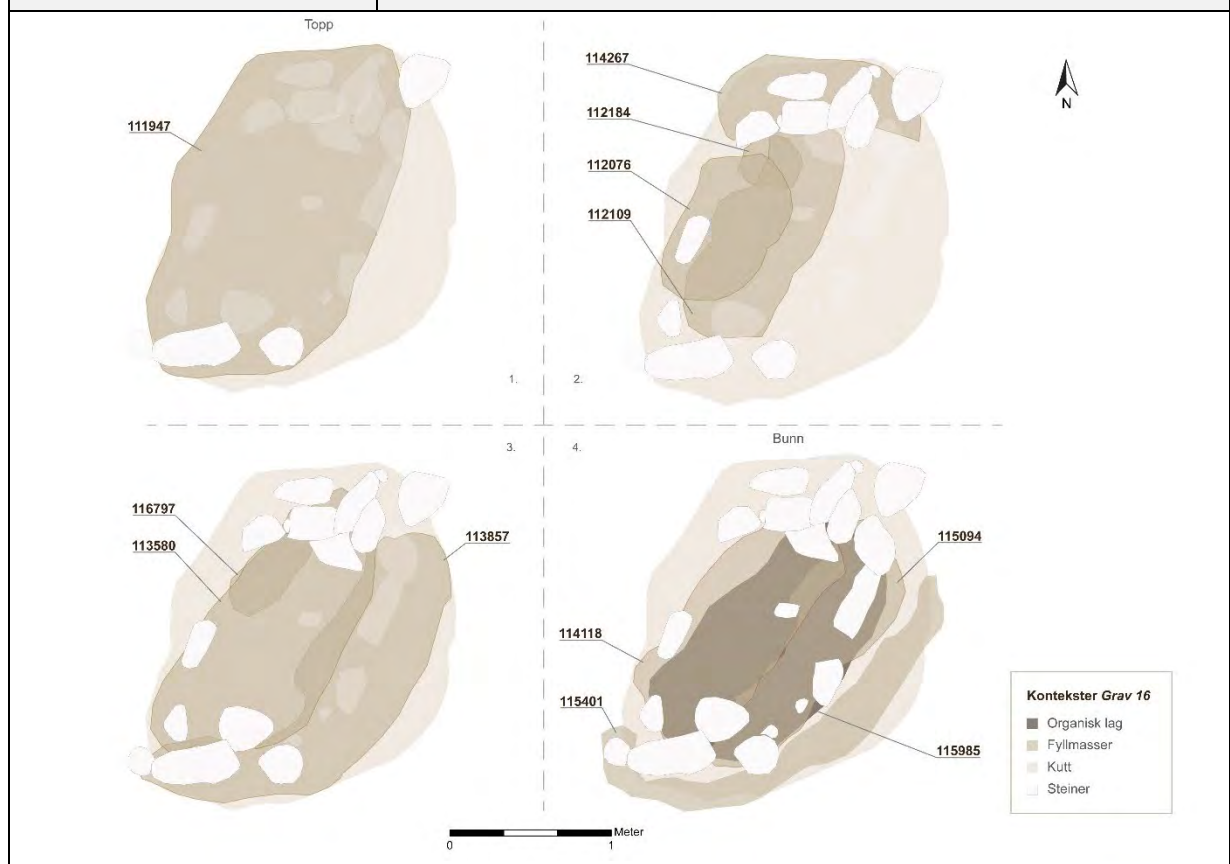 Topp
111947
1.
114267
112184
112076
112109
2.
N
3.
116797
113580
113857
4.
Bunn
115094
114118
115401
115985
Kontekster Grav 16
Organisk lag
Fyllmasser
Kutt
Steiner
Meter
0
1